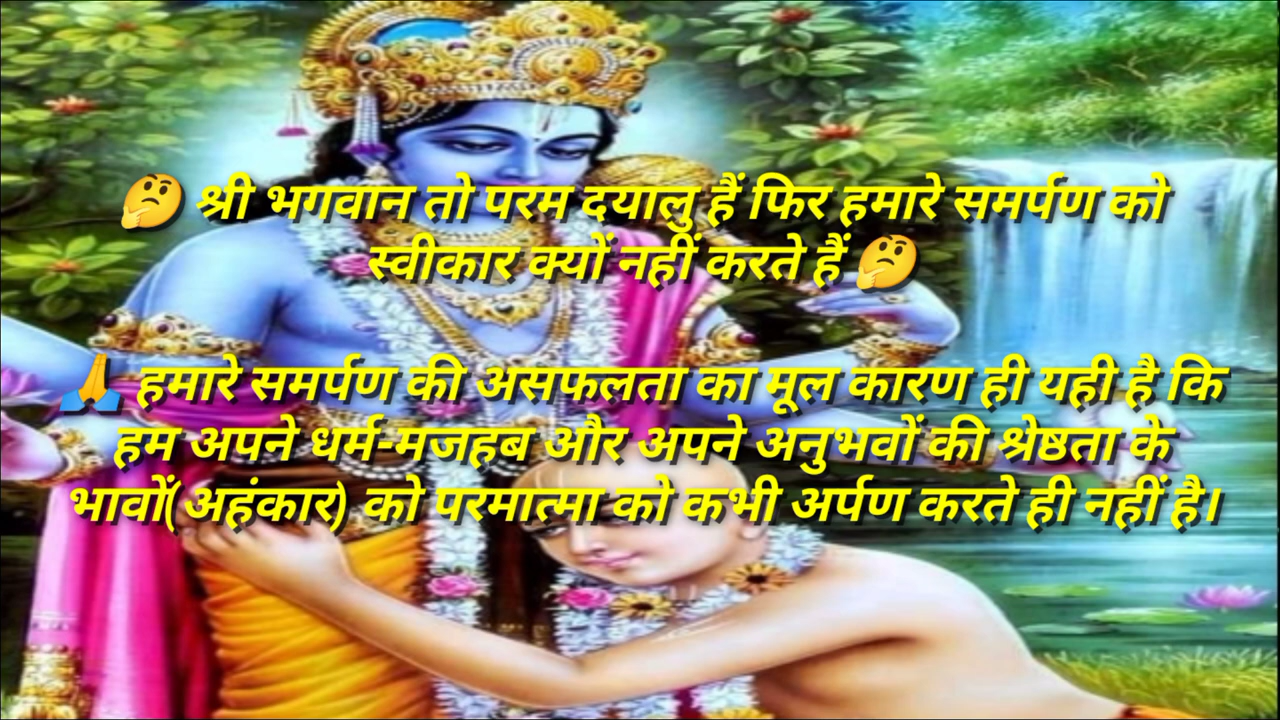 🤔 श्री भगवान तो परम दयालु हैं फिर हमारे समर्पण को
स्वीकार क्यों नहीं करते हैं 🤔
🙏 हमारे समर्पण की असफलता का मूल कारण ही यही है कि
हम अपने धर्म-मजहब और अपने अनुभवों की श्रेष्ठता के
भावों(अहंकार) को परमात्मा को कभी अर्पण करते ही नहीं है।